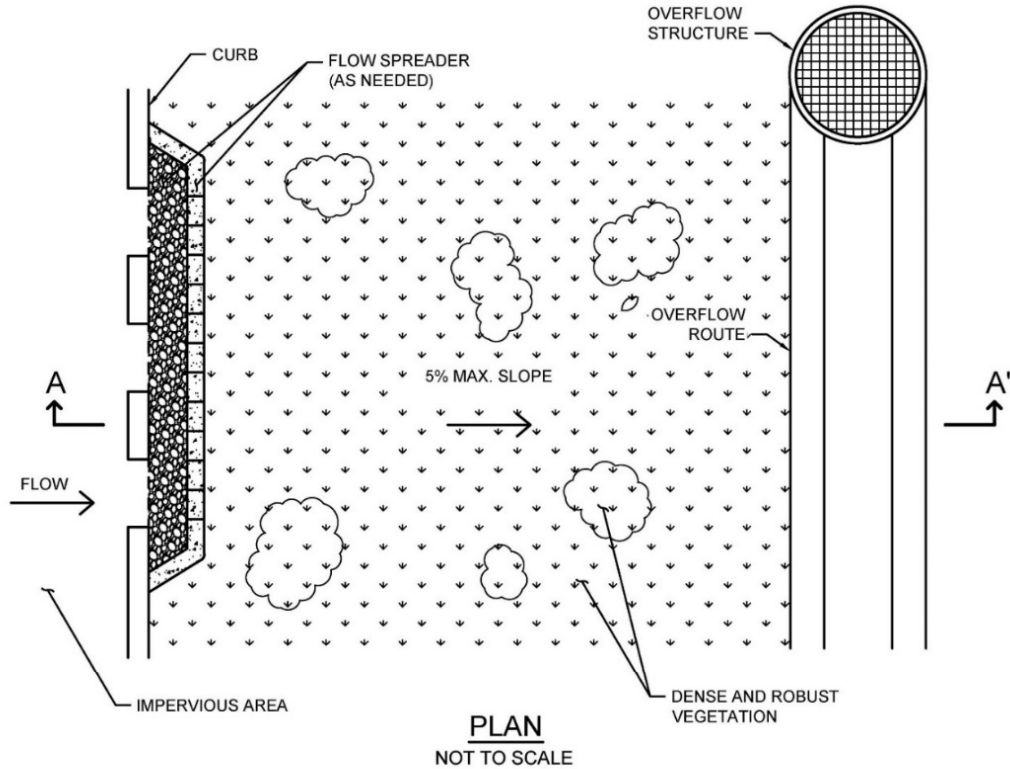 OVERFLOW
STRUCTURE
CURB
FLOW SPREADER
(AS NEEDED)
OVERFLOW
ROUTE
5% MAX. SLOPE
A
A'
FLOW
IMPERVIOUS AREA
DENSE AND ROBUST
VEGETATION
PLAN
NOT TO SCALE